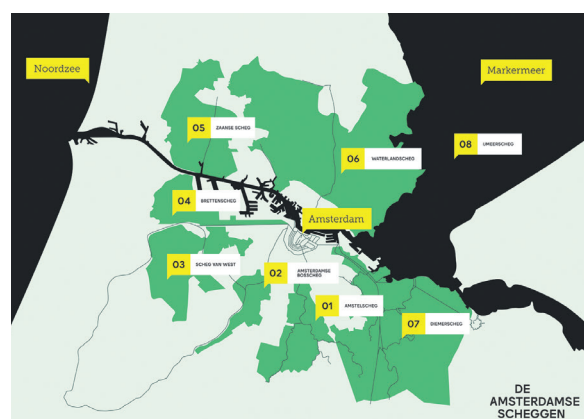 Noordzee
Markermeer
05 ZAANSE SCHEG
08 IJMEERSCHEG
06 WATERLANDSCHEG
04 BRETTENSCHEG
Amsterdam
03 SCHEG VAN WEST
02 AMSTERDAMSE
BOSSCHEG
01 AMSTELSCHEG
07 DIEMERSCHEG
DE
AMSTERDAMSE
SCHEGGEN